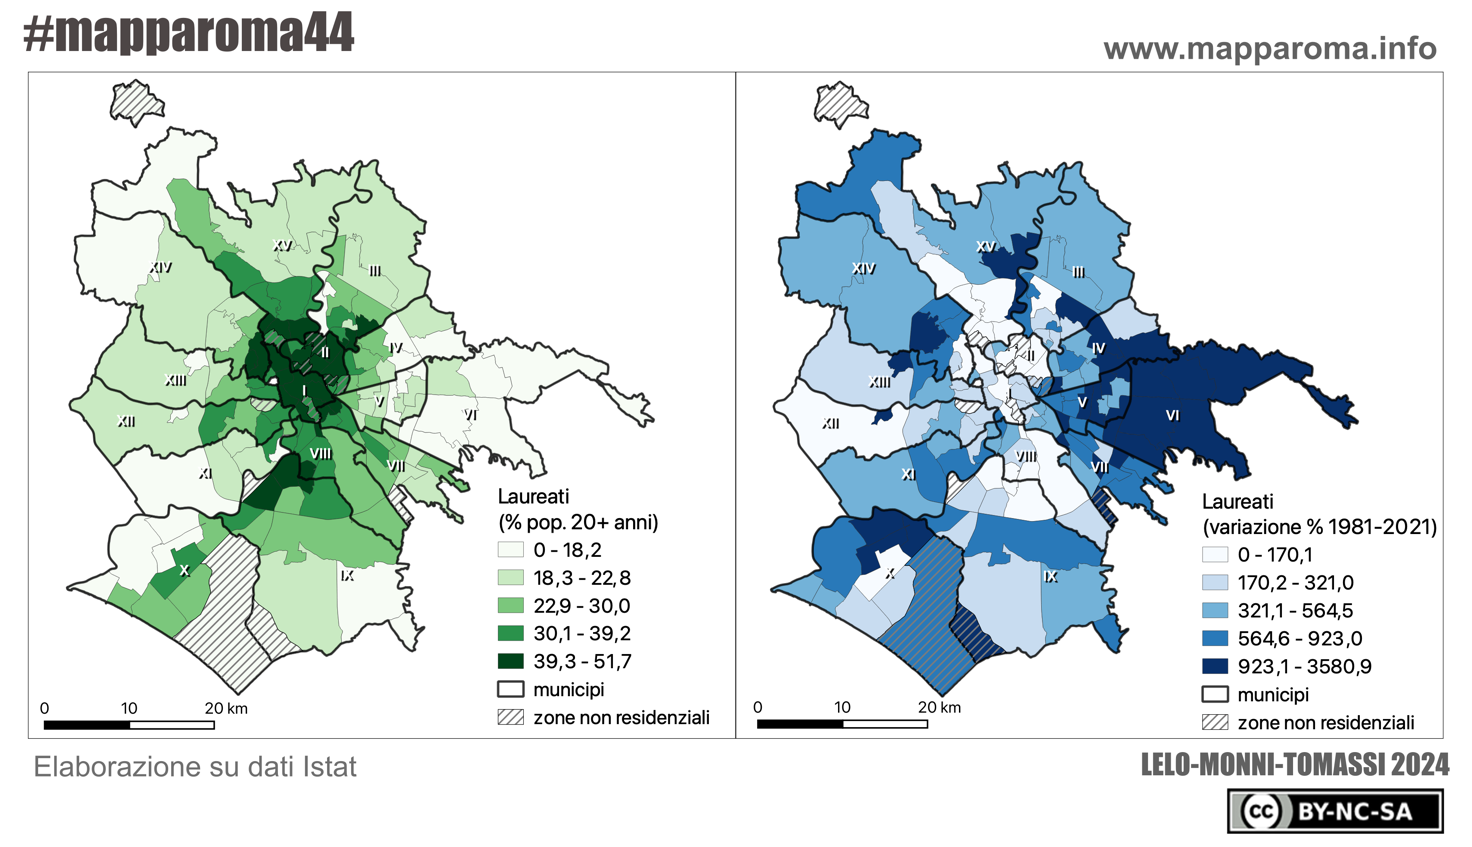 #mapparoma44
www.mapparoma.info
XV
XIV
III
II
IV
XIII
I
V
XII
VI
VIII
VII
XI
X
IX
Laureati
(% pop. 20+ anni)
0 - 18,2
18,3 - 22,8
22,9 - 30,0
30,1 - 39,2
39,3 - 51,7
municipi
zone non residenziali
0 10 20 km
XV
XIV
III
II
IV
XIII
I
V
XII
VI
VIII
VII
XI
X
IX
Laureati
(variazione % 1981-2021)
0 - 170,1
170,2 - 321,0
321,1 - 564,5
564,6 - 923,0
923,1 - 3580,9
municipi
zone non residenziali
0 10 20 km
Elaborazione su dati Istat
LELO-MONNI-TOMASSI 2024
cc BY-NC-SA